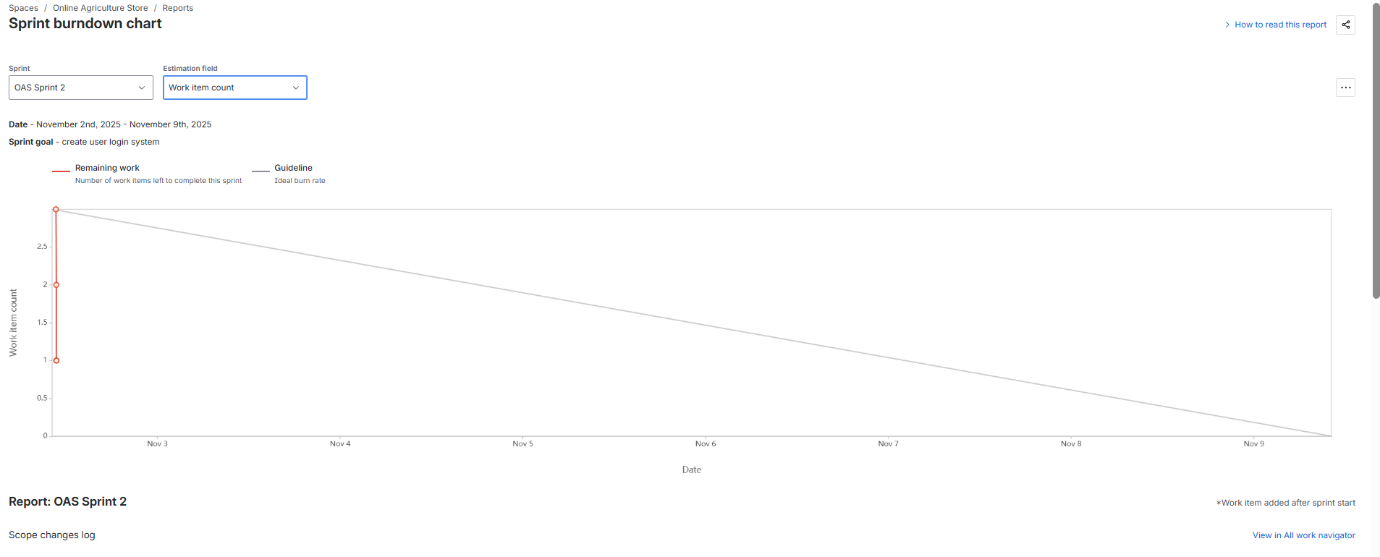 Spaces / Online Agriculture Store / Reports
Sprint burndown chart
How to read this report
Sprint
Estimation field
OAS Sprint 2
Work item count
Date - November 2nd, 2025 - November 9th, 2025
Sprint goal - create user login system
Remaining work
Number of work items left to complete this sprint
Guideline
Ideal burn rate
2.5
2
1.5
1
0.5
0
Work item count
Nov 3
Nov 4
Nov 5
Nov 6
Nov 7
Nov 8
Nov 9
Date
Report: OAS Sprint 2
*Work item added after sprint start
Scope changes log
View in All work navigator